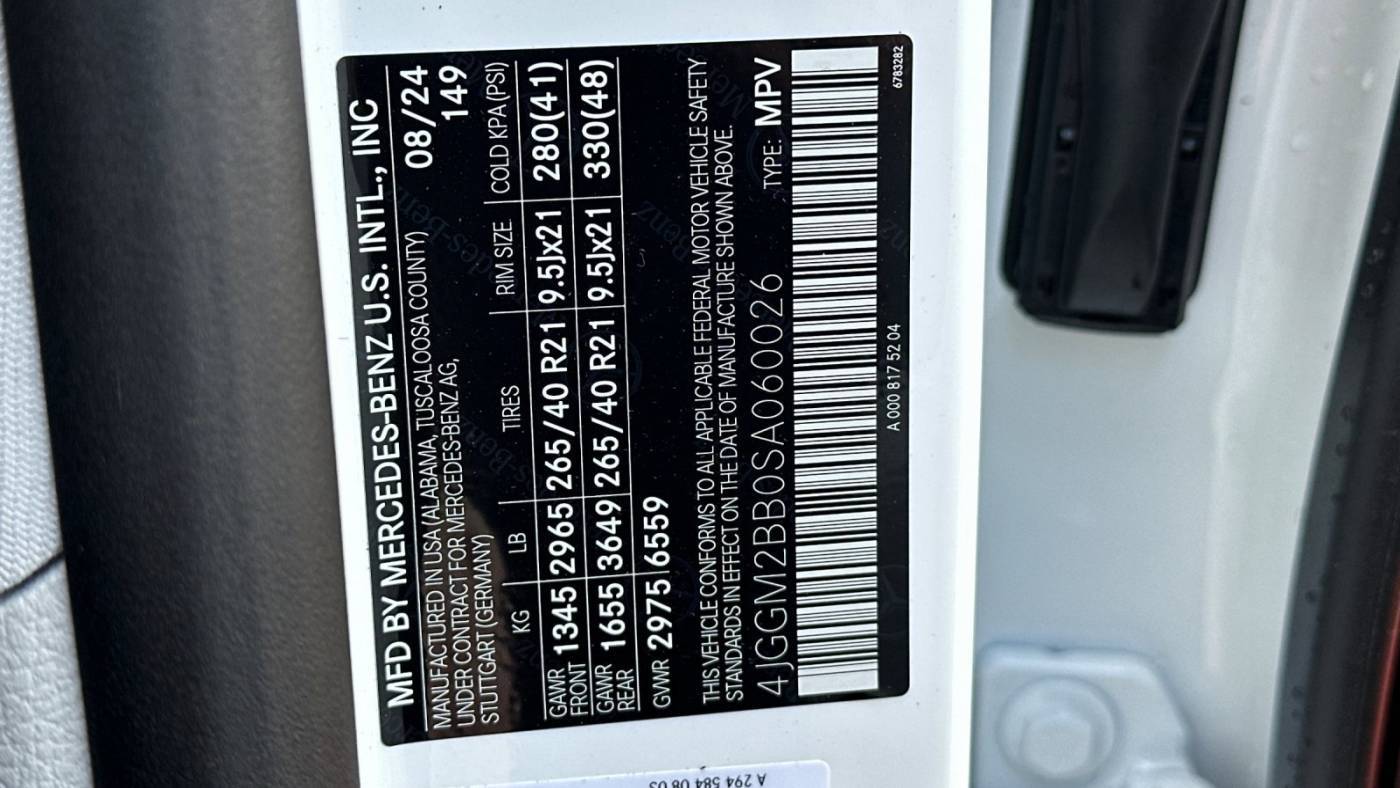 MFD BY MERCEDES-BENZ U.S. INTL., INC
MANUFACTURED IN USA (ALABAMA, TUSCALOOSA COUNTY) 08/24
UNDER CONTRACT FOR MERCEDES-BENZ AG, 149
STUTTGART (GERMANY)
KG LB TIRES RIM SIZE COLD KPA (PSI)
GAWR FRONT 1345 2965 265/40 R21 9.5Jx21 280(41)
GAWR REAR 1655 3649 265/40 R21 9.5Jx21 330(48)
GVWR 2975 6559
THIS VEHICLE CONFORMS TO ALL APPLICABLE FEDERAL MOTOR VEHICLE SAFETY
STANDARDS IN EFFECT ON THE DATE OF MANUFACTURE SHOWN ABOVE.
4JGGM2BB0SA060026 TYPE: MPV
A 000 817 52 04
6783282
A 294 584 08 03